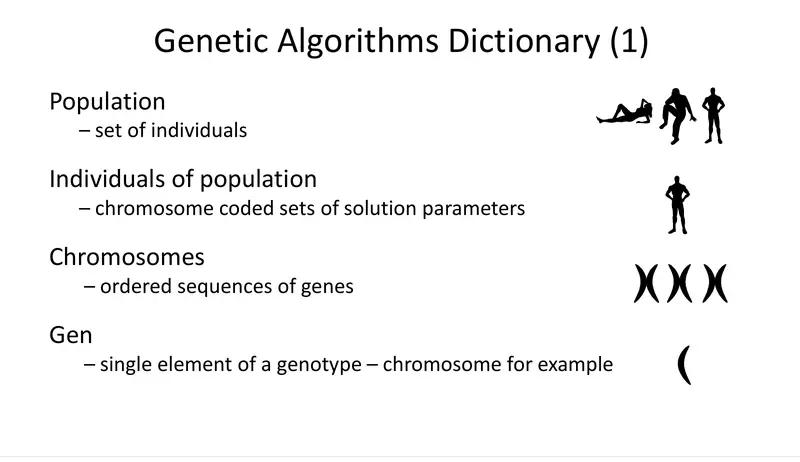 Genetic Algorithms Dictionary (1)
Population
– set of individuals
Individuals of population
– chromosome coded sets of solution parameters
Chromosomes
– ordered sequences of genes
Gen
– single element of a genotype – chromosome for example